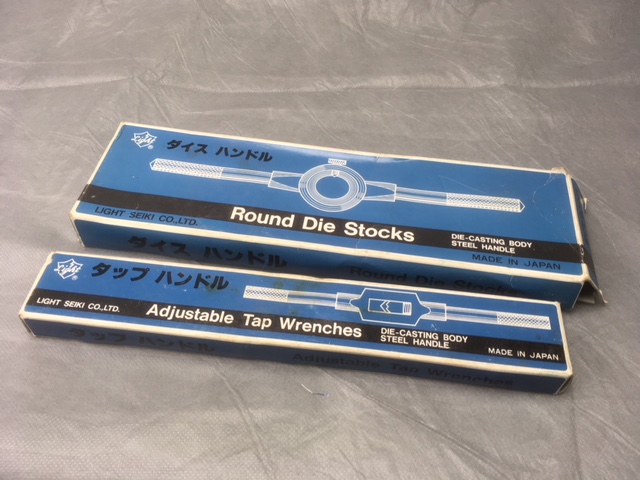 ダイス ハンドル
Round Die Stocks
LIGHT SEIKI CO.,LTD.
DIE-CASTING BODY
STEEL HANDLE
MADE IN JAPAN
ダイス ハンドル
Round Die Stocks
タップ ハンドル
Adjustable Tap Wrenches
LIGHT SEIKI CO.,LTD.
DIE-CASTING BODY
STEEL HANDLE
MADE IN JAPAN
タップ ハンドル
Adjustable Tap Wrenches